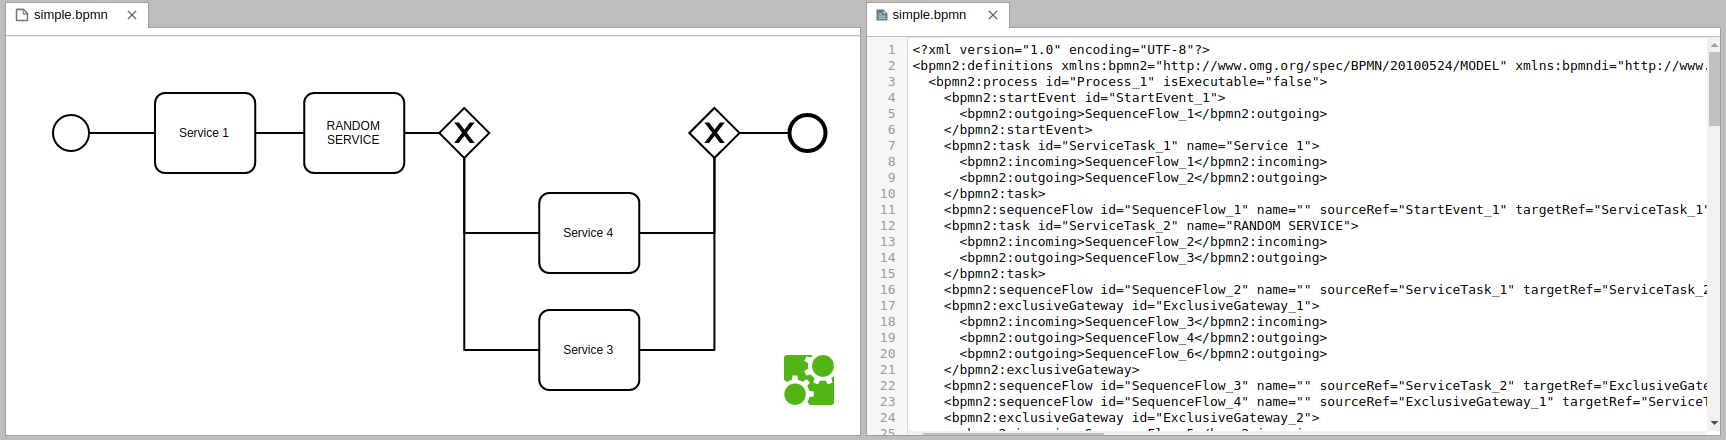 simple.bpmn
Service 1
RANDOM
SERVICE
X
X
Service 4
Service 3
simple.bpmn
1 <?xml version="1.0" encoding="UTF-8"?>
2 <bpmn2:definitions xmlns:bpmn2="http://www.omg.org/spec/BPMN/20100524/MODEL" xmlns:bpmndi="http://www.
3 <bpmn2:process id="Process_1" isExecutable="false">
4 <bpmn2:startEvent id="StartEvent_1">
5 <bpmn2:outgoing>SequenceFlow_1</bpmn2:outgoing>
6 </bpmn2:startEvent>
7 <bpmn2:task id="ServiceTask_1" name="Service 1">
8 <bpmn2:incoming>SequenceFlow_1</bpmn2:incoming>
9 <bpmn2:outgoing>SequenceFlow_2</bpmn2:outgoing>
10 </bpmn2:task>
11 <bpmn2:sequenceFlow id="SequenceFlow_1" name="" sourceRef="StartEvent_1" targetRef="ServiceTask_1"
12 <bpmn2:task id="ServiceTask_2" name="RANDOM SERVICE">
13 <bpmn2:incoming>SequenceFlow_2</bpmn2:incoming>
14 <bpmn2:outgoing>SequenceFlow_3</bpmn2:outgoing>
15 </bpmn2:task>
16 <bpmn2:sequenceFlow id="SequenceFlow_2" name="" sourceRef="ServiceTask_1" targetRef="ServiceTask_2
17 <bpmn2:exclusiveGateway id="ExclusiveGateway_1">
18 <bpmn2:incoming>SequenceFlow_3</bpmn2:incoming>
19 <bpmn2:outgoing>SequenceFlow_4</bpmn2:outgoing>
20 <bpmn2:outgoing>SequenceFlow_6</bpmn2:outgoing>
21 </bpmn2:exclusiveGateway>
22 <bpmn2:sequenceFlow id="SequenceFlow_3" name="" sourceRef="ServiceTask_2" targetRef="ExclusiveGate
23 <bpmn2:sequenceFlow id="SequenceFlow_4" name="" sourceRef="ExclusiveGateway_1" targetRef="ServiceT
24 <bpmn2:exclusiveGateway id="ExclusiveGateway_2">
25